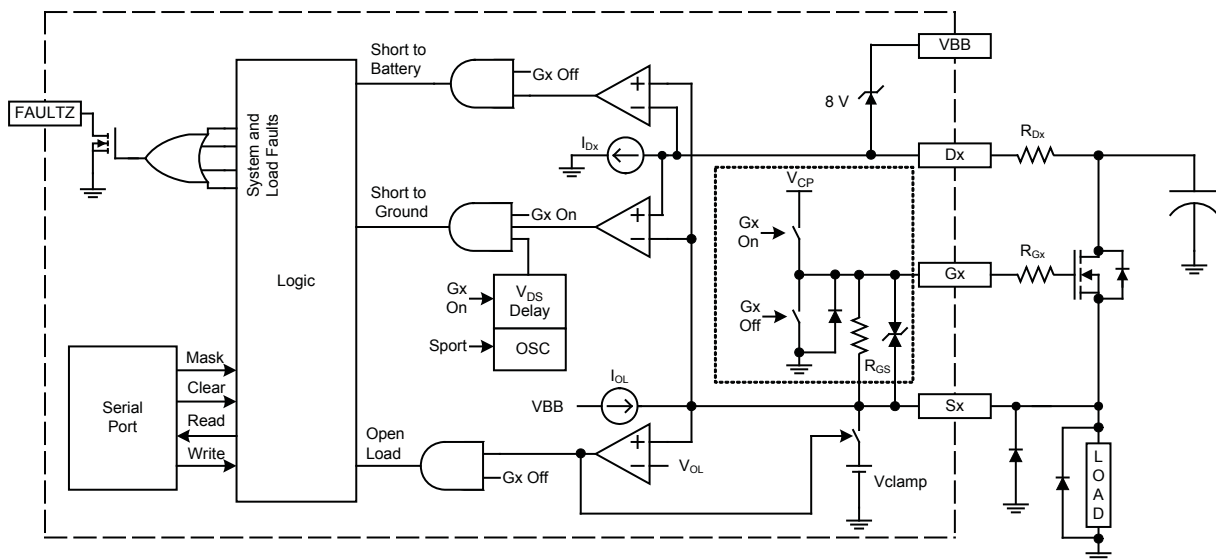 VBB
Short to
Battery
Gx Off
FAULTZ
8 V
System and
Load Faults
I_Dx
R_Dx
Dx
V_CP
Short to
Ground
Gx On
Gx
On
R_Gx
Gx
Logic
V_DS
Delay
Gx
On
Gx
Off
Sport
OSC
R_GS
Mask
Clear
Read
Write
Serial
Port
I_OL
VBB
Sx
Open
Load
Gx Off
V_OL
Vclamp
LOAD